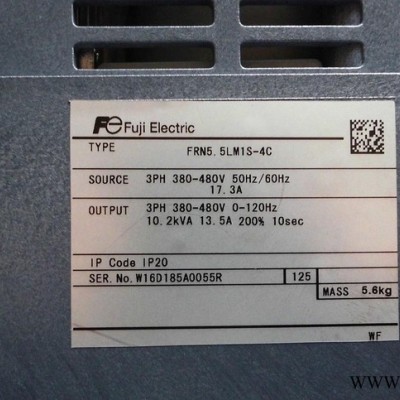 Fe Fuji Electric
TYPE FRN5.5LM1S-4C
SOURCE 3PH 380-480V 50Hz/60Hz
17.3A
OUTPUT 3PH 380-480V 0-120Hz
10.2kVA 13.5A 200% 10sec
IP Code IP20
SER. No. W16D185A0055R 125
MASS 5.6kg
WF
www.